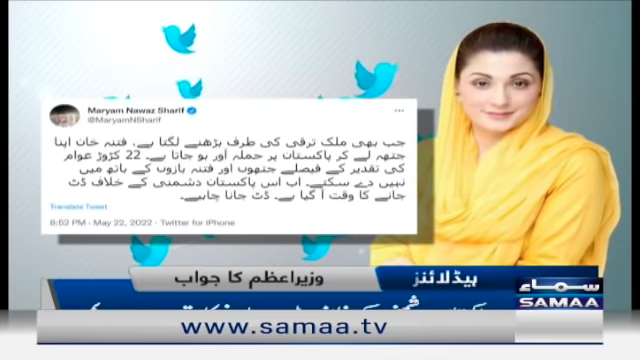 Maryam Nawaz Sharif
@MaryamNSharif
جب بھی ملک ترقی کی طرف بڑھنے لگتا ہے، فتنہ خان اپنا
جتھہ لے کر پاکستان پر حملہ آور ہو جاتا ہے۔ 22 کڑوڑ عوام
کی تقدیر کے فیصلے جتھوں اور فتنہ بازوں کے ہاتھ میں
نہیں دے سکتے۔ اب اس پاکستان دشمنی کے خلاف ڈٹ
جانے کا وقت آ گیا ہے۔ ڈٹ جانا چاہیے۔
Translate Tweet
8:52 PM - May 22, 2022 - Twitter for iPhone
ہیڈلائنز
وزیراعظم کا جواب
سماء
SAMAA
www.samaa.tv